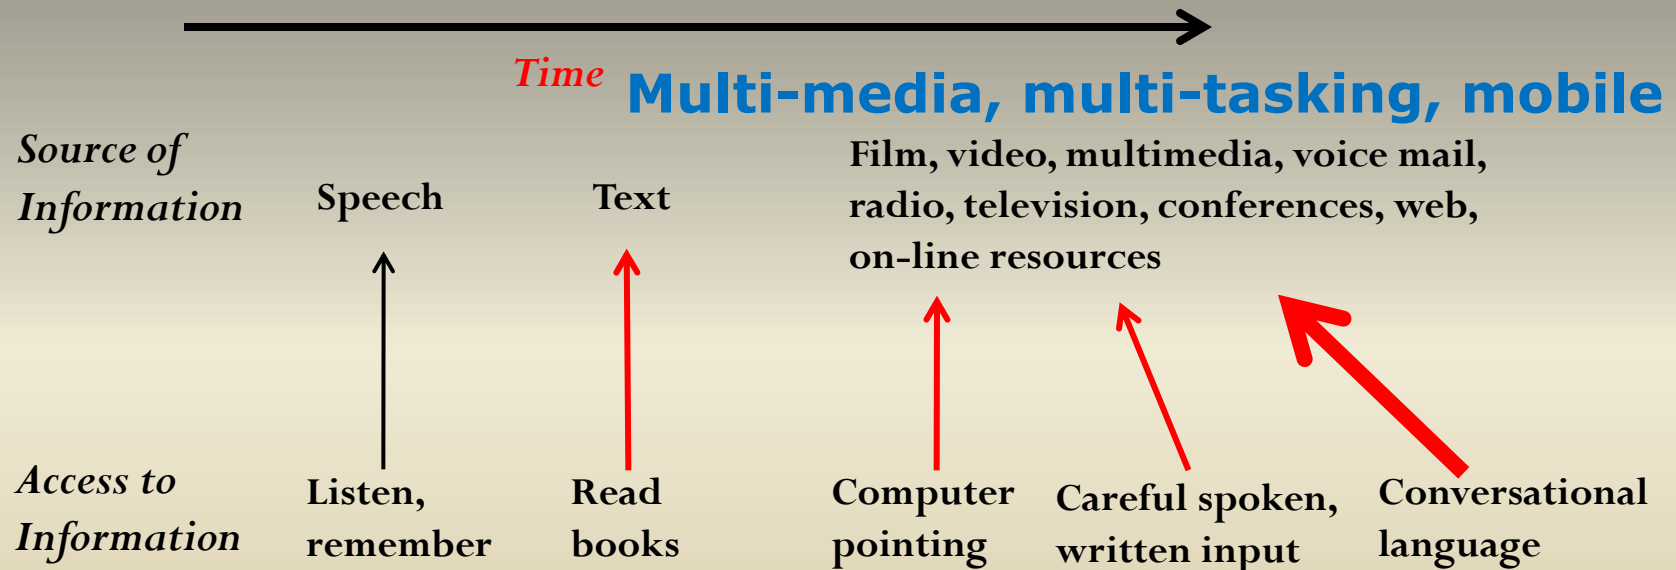 Time
Multi-media, multi-tasking, mobile
Source of
Information
Speech
Text
Film, video, multimedia, voice mail,
radio, television, conferences, web,
on-line resources
Access to
Information
Listen,
remember
Read
books
Computer
pointing
Careful spoken,
written input
Conversational
language